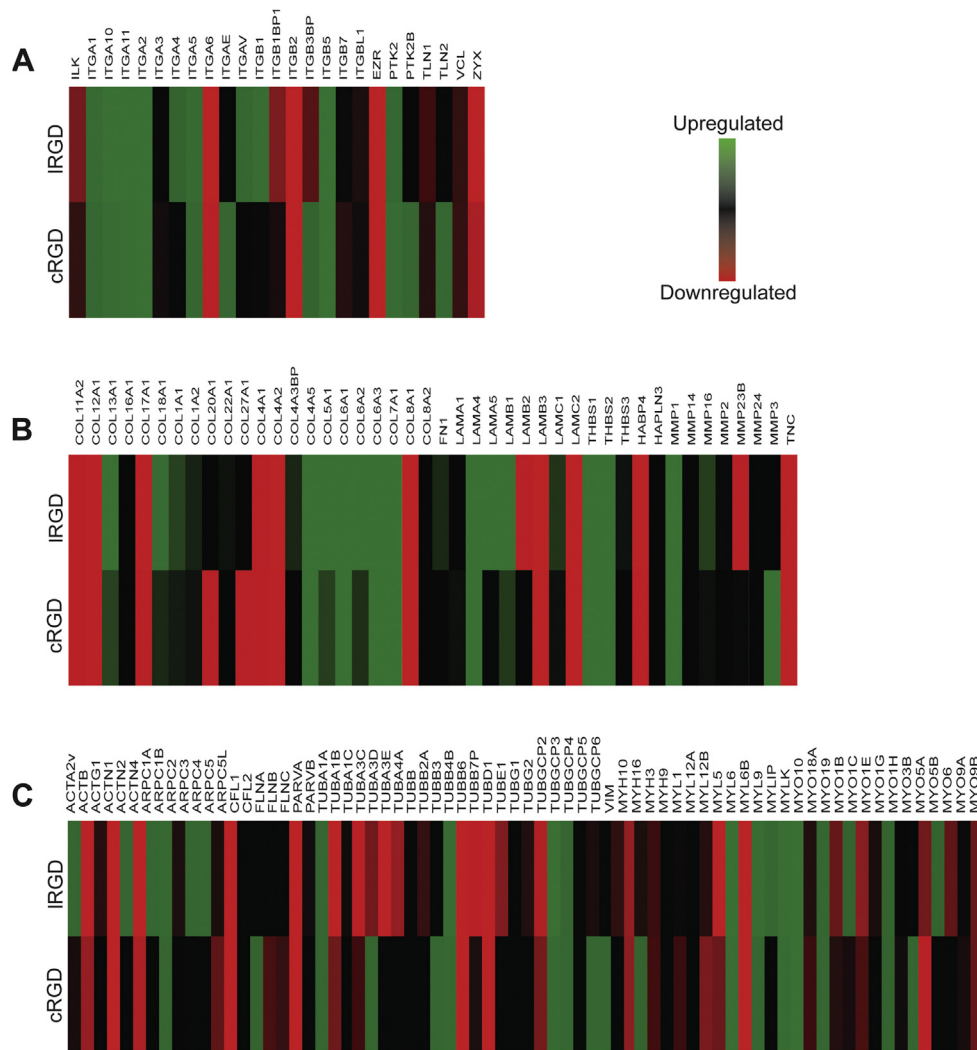 A
ILK ITGA1 ITGA10 ITGA11 ITGA2 ITGA3 ITGA4 ITGA5 ITGA6 ITGAE ITGAV ITGB1 ITGB1BP1 ITGB2 ITGB3BP ITGB5 ITGB7 ITGBL1 EZR PTK2 PTK2B TLN1 TLN2 VCL ZYX
lRGD
cRGD
Upregulated
Downregulated
B
COL11A2 COL12A1 COL13A1 COL16A1 COL17A1 COL18A1 COL1A1 COL1A2 COL20A1 COL22A1 COL27A1 COL4A1 COL4A2 COL4A3BP COL4A5 COL5A1 COL6A1 COL6A2 COL6A3 COL7A1 COL8A1 COL8A2 FN1 LAMA1 LAMA4 LAMA5 LAMB1 LAMB2 LAMB3 LAMC1 LAMC2 THBS1 THBS2 THBS3 HABP4 HAPLN3 MMP1 MMP14 MMP16 MMP2 MMP23B MMP24 MMP3 TNC
lRGD
cRGD
C
ACTA2v ACTB ACTG1 ACTN1 ACTN2 ACTN4 ARPC1A ARPC1B ARPC2 ARPC3 ARPC4 ARPC5 ARPC5L CFL1 CFL2 FLNA FLNB FLNC PARVA PARVB TUBA1A TUBA1B TUBA1C TUBA3C TUBA3D TUBA3E TUBA4A TUBB TUBB2A TUBB3 TUBB4B TUBB6 TUBB7P TUBD1 TUBE1 TUBG1 TUBG2 TUBGCP2 TUBGCP3 TUBGCP4 TUBGCP5 TUBGCP6 VIM MYH10 MYH16 MYH3 MYH9 MYL1 MYL12A MYL12B MYL5 MYL6 MYL6B MYL9 MYLIP MYLK MYO10 MYO19 MYO18A MYO1B MYO1C MYO1E MYO1G MYO1H MYO3B MYO5A MYO5B MYO6 MYO9A MYO9B
lRGD
cRGD